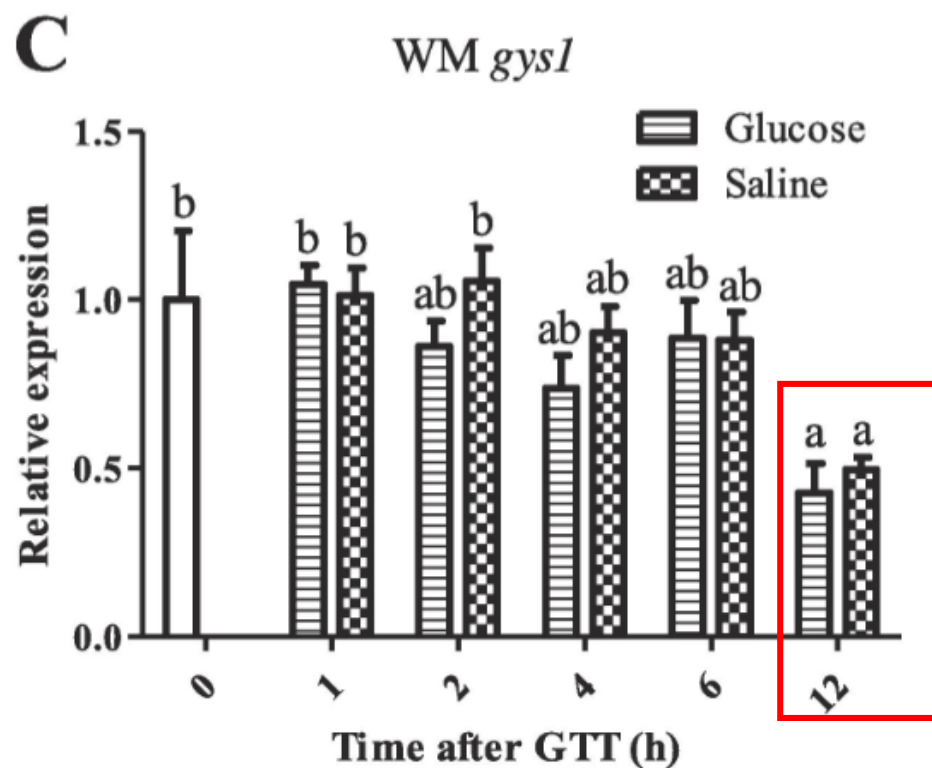 C
WM gys1
Glucose
Saline
Relative expression
1.5
1.0
0.5
0.0
b
b
b
ab
b
ab
ab
ab
ab
a
a
0
1
2
4
6
12
Time after GTT (h)